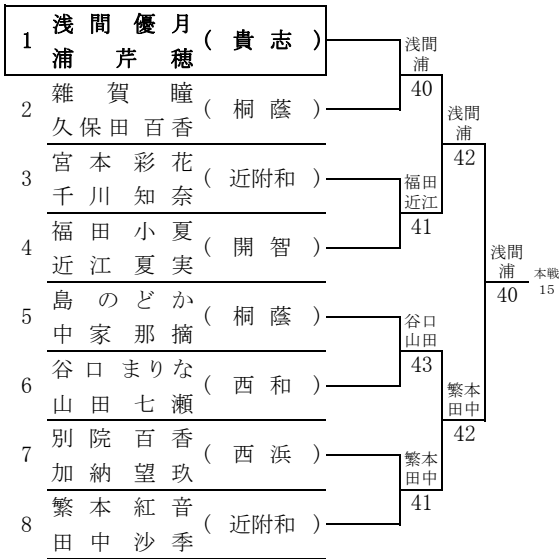 1 浅間優月 (貴志)
浦芹穂
2 雑賀瞳 (桐蔭)
久保田百香
3 宮本彩花 (近附和)
千川知奈
4 福田小夏 (開智)
近江夏実
5 島のどか (桐蔭)
中家那摘
6 谷口まりな (西和)
山田七瀬
7 別院百香 (西浜)
加納望玖
8 繁本紅音 (近附和)
田中沙季
浅間
浦
40
福田
近江
41
谷口
山田
43
繁本
田中
41
浅間
浦
42
繁本
田中
42
浅間
浦
40
本戦
15